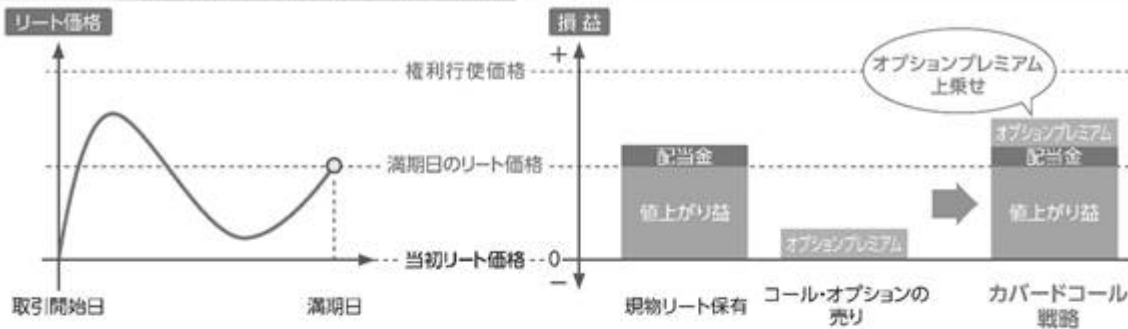 リート価格
損益
+
権利行使価格
オプションプレミアム
上乗せ
オプションプレミアム
配当金
配当金
満期日のリート価格
値上がり益
値上がり益
オプションプレミアム
当初リート価格
0
−
取引開始日
満期日
現物リート保有
コール・オプションの
売り
カバードコール
戦略